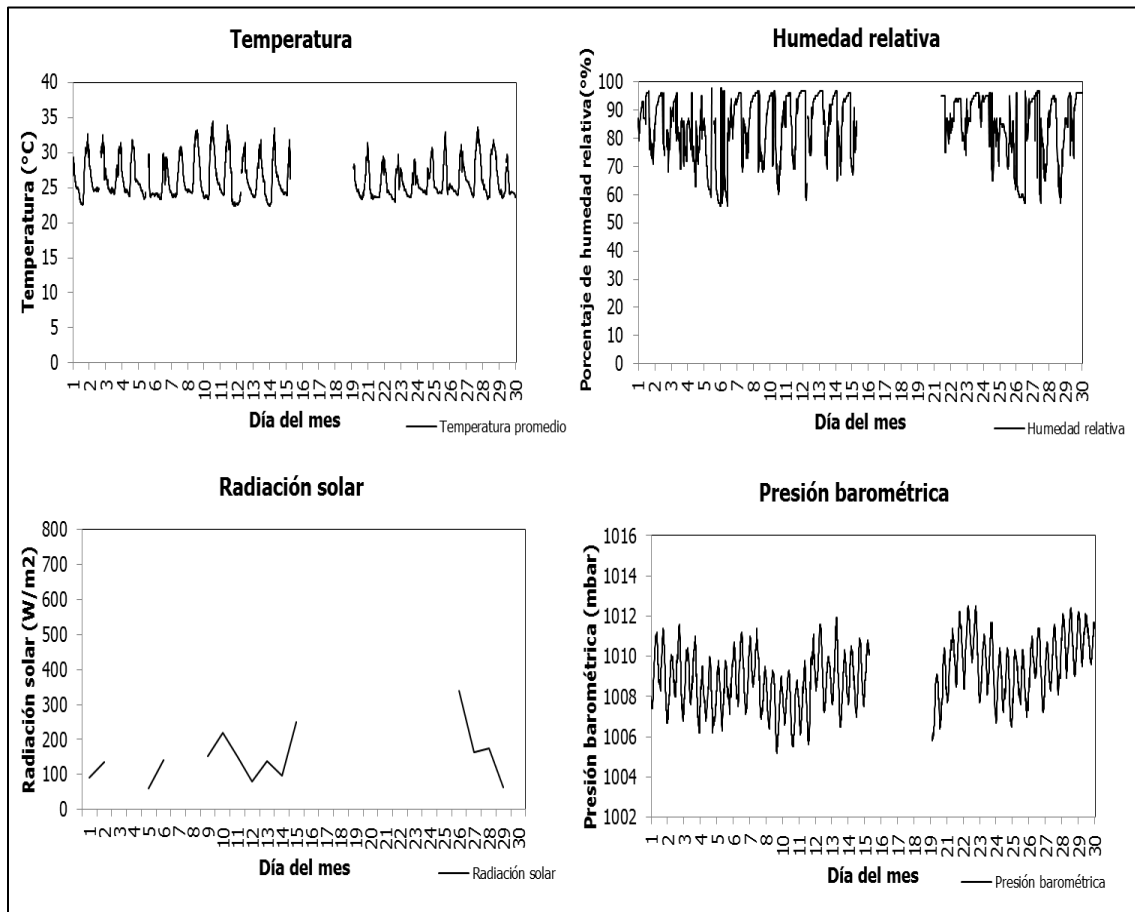 Temperatura
Temperatura (°C)
40
35
30
25
20
15
10
5
0
1 2 3 4 5 6 7 8 10 11 12 13 14 15 16 17 18 19 21 22 23 24 25 26 27 28 29 30
Día del mes
Temperatura promedio
Humedad relativa
Porcentaje de humedad relativa(°%)
100
90
80
70
60
50
40
30
20
10
0
1 2 3 4 5 6 7 8 10 11 12 13 14 15 16 17 18 19 21 22 23 24 25 26 27 28 29 30
Día del mes
Humedad relativa
Radiación solar
Radiación solar (W/m2)
800
700
600
500
400
300
200
100
0
1 2 3 4 5 6 7 8 9 10 11 12 13 14 15 16 17 18 19 20 21 22 23 24 25 26 27 28 29 30
Día del mes
Radiación solar
Presión barométrica
Presión barométrica (mbar)
1016
1014
1012
1010
1008
1006
1004
1002
1 2 3 4 5 6 7 8 10 11 12 13 14 15 16 17 18 19 21 22 23 24 25 26 27 28 29 30
Día del mes
Presión barométrica